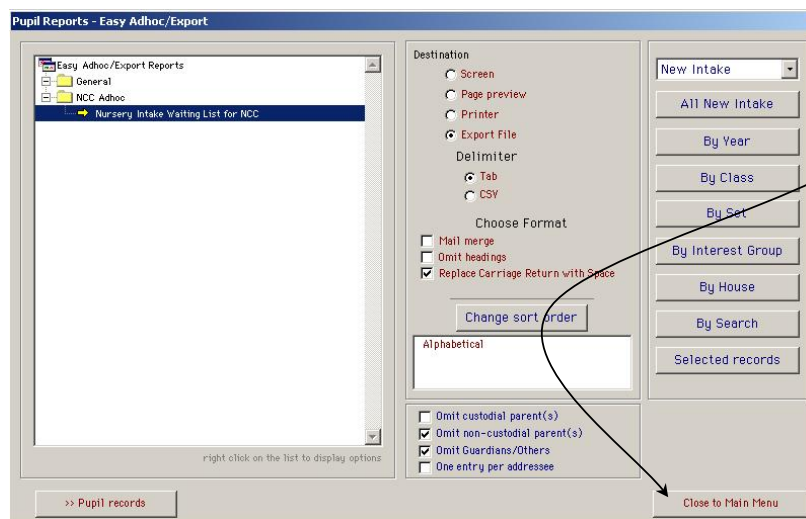 Pupil Reports - Easy Adhoc/Export
Easy Adhoc/Export Reports
General
NCC Adhoc
Nursery Intake Waiting List for NCC
right click on the list to display options
>> Pupil records
Destination
Screen
Page preview
Printer
Export File
Delimiter
Tab
CSV
Choose Format
Mail merge
Omit headings
Replace Carriage Return with Space
Change sort order
Alphabetical
Omit custodial parent(s)
Omit non-custodial parent(s)
Omit Guardians/Others
One entry per addressee
New Intake
All New Intake
By Year
By Class
By Set
By Interest Group
By House
By Search
Selected records
Close to Main Menu